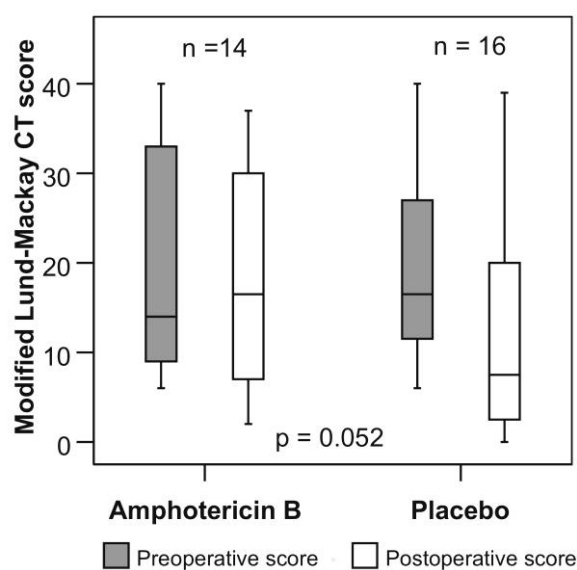 n =14
n = 16
Modified Lund-Mackay CT score
40
30
20
10
0
p = 0.052
Amphotericin B
Placebo
Preoperative score
Postoperative score